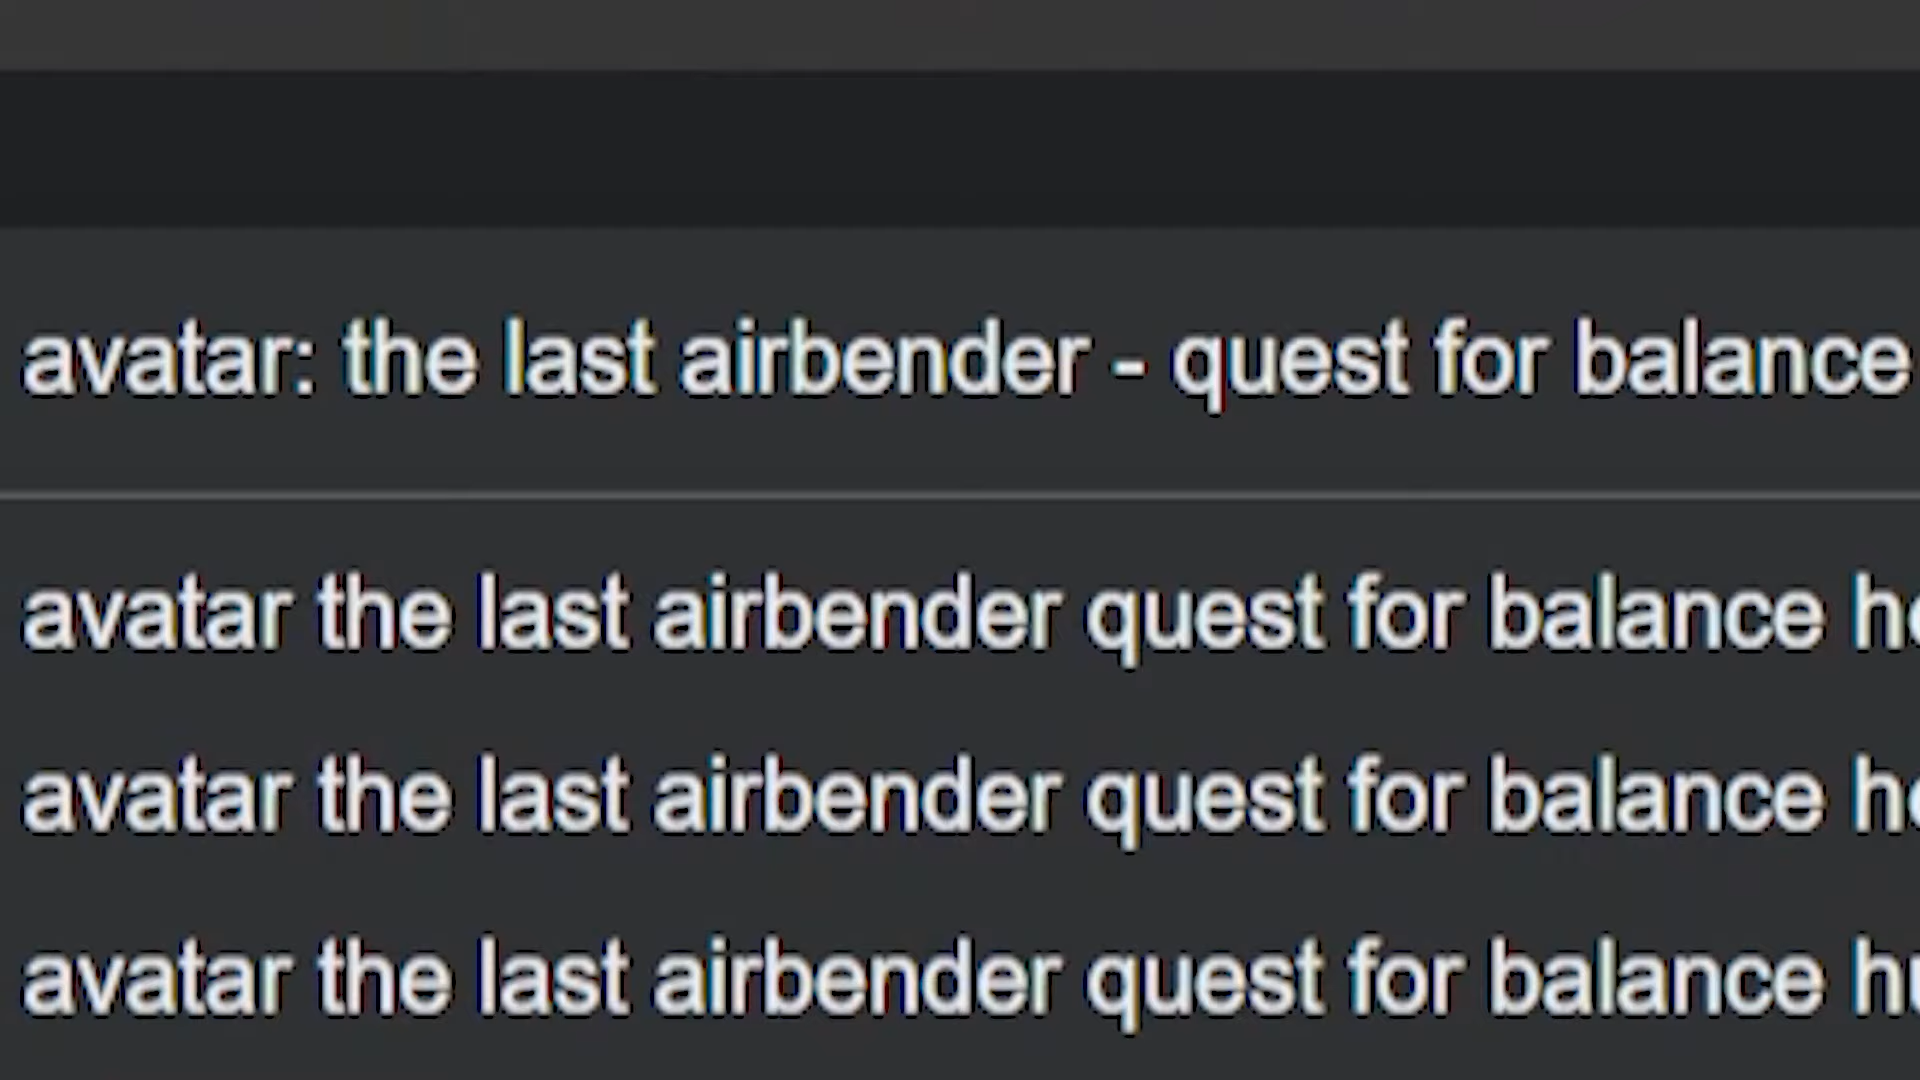 avatar: the last airbender - quest for balance
avatar the last airbender quest for balance
avatar the last airbender quest for balance
avatar the last airbender quest for balance